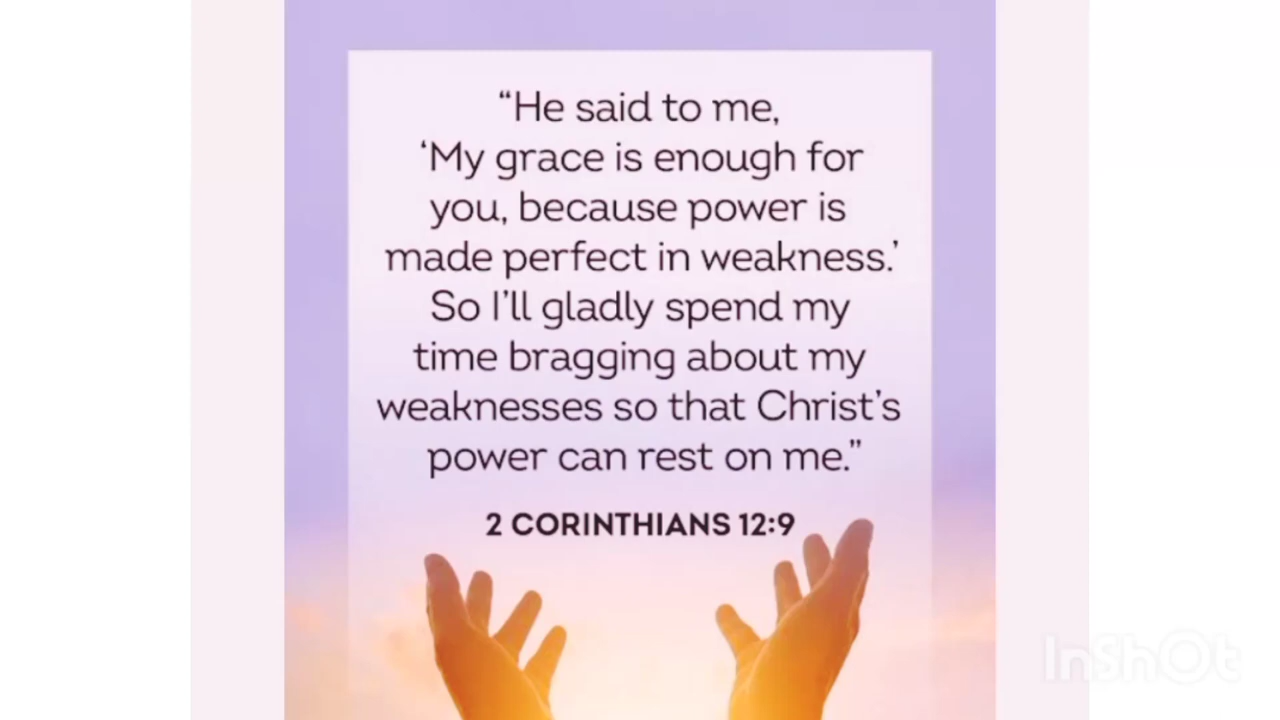 “He said to me,
‘My grace is enough for
you, because power is
made perfect in weakness.’
So I’ll gladly spend my
time bragging about my
weaknesses so that Christ’s
power can rest on me.”
2 CORINTHIANS 12:9
InShOt